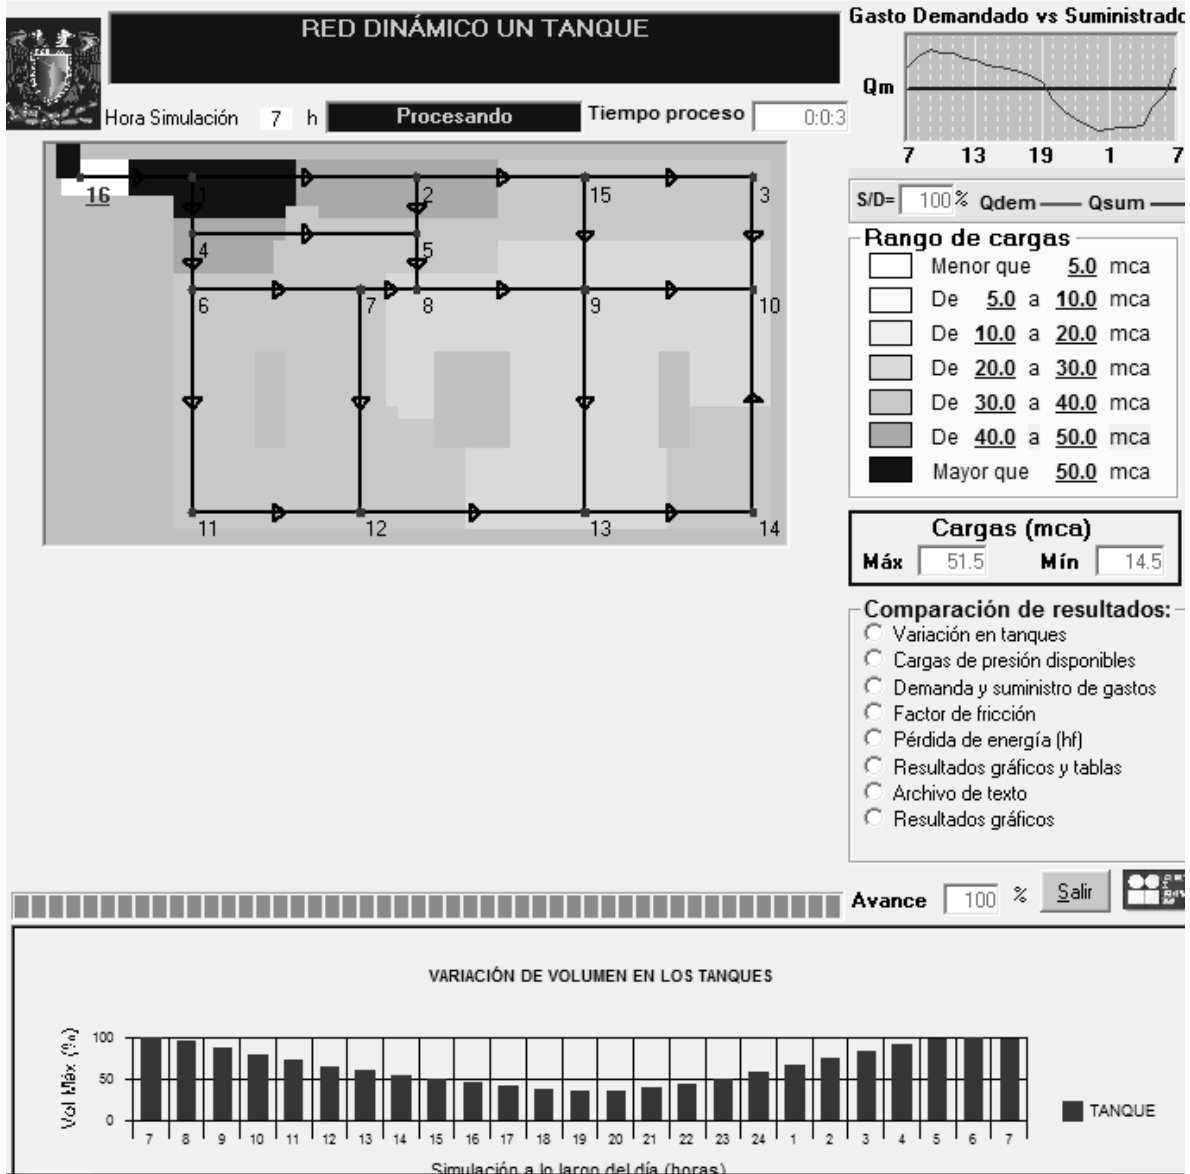 RED DINÁMICO UN TANQUE
Hora Simulación 7 h Procesando Tiempo proceso 0:0:3
Gasto Demandado vs Suministrado
Qm
7 13 19 1 7
S/D= 100 % Qdem Qsum
16 1 2 15 3
4 5
6 7 8 9 10
11 12 13 14
Rango de cargas
Menor que 5.0 mca
De 5.0 a 10.0 mca
De 10.0 a 20.0 mca
De 20.0 a 30.0 mca
De 30.0 a 40.0 mca
De 40.0 a 50.0 mca
Mayor que 50.0 mca
Cargas (mca)
Máx 51.5 Mín 14.5
Comparación de resultados:
Variación en tanques
Cargas de presión disponibles
Demanda y suministro de gastos
Factor de fricción
Pérdida de energía (hf)
Resultados gráficos y tablas
Archivo de texto
Resultados gráficos
Avance 100 % Salir
VARIACIÓN DE VOLUMEN EN LOS TANQUES
Vol Máx (%)
100
50
0
7 8 9 10 11 12 13 14 15 16 17 18 19 20 21 22 23 24 1 2 3 4 5 6 7
TANQUE
Simulación a lo largo del día (horas)